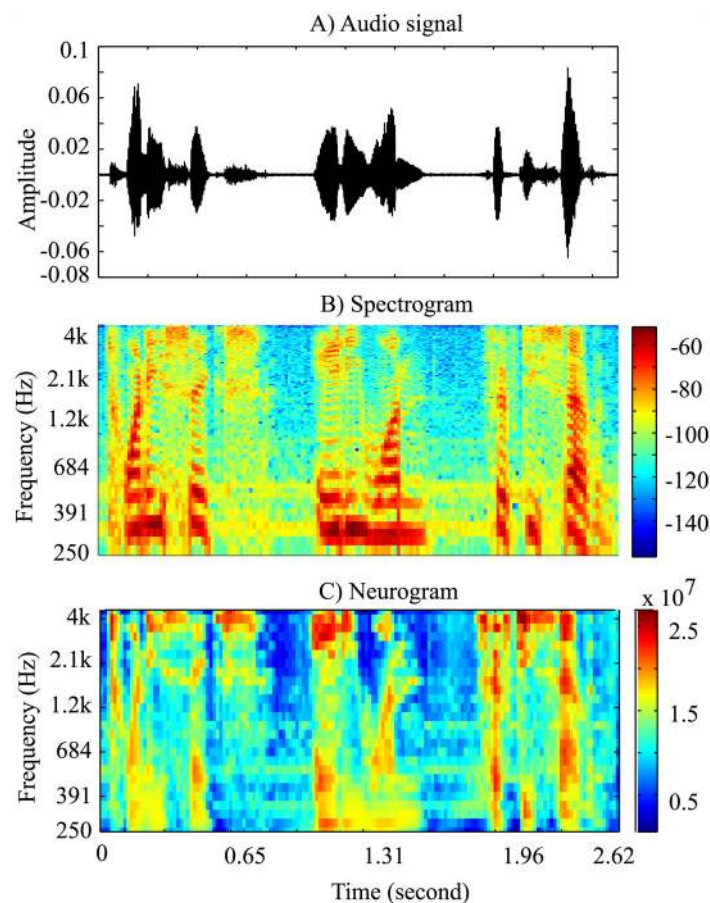 A) Audio signal
0.1
0.06
0.02
-0.02
-0.06
-0.08
Amplitude
B) Spectrogram
4k
2.1k
1.2k
684
391
250
Frequency (Hz)
-60
-80
-100
-120
-140
C) Neurogram
x 10^7
4k
2.1k
1.2k
684
391
250
Frequency (Hz)
2.5
1.5
0.5
0 0.65 1.31 1.96 2.62
Time (second)